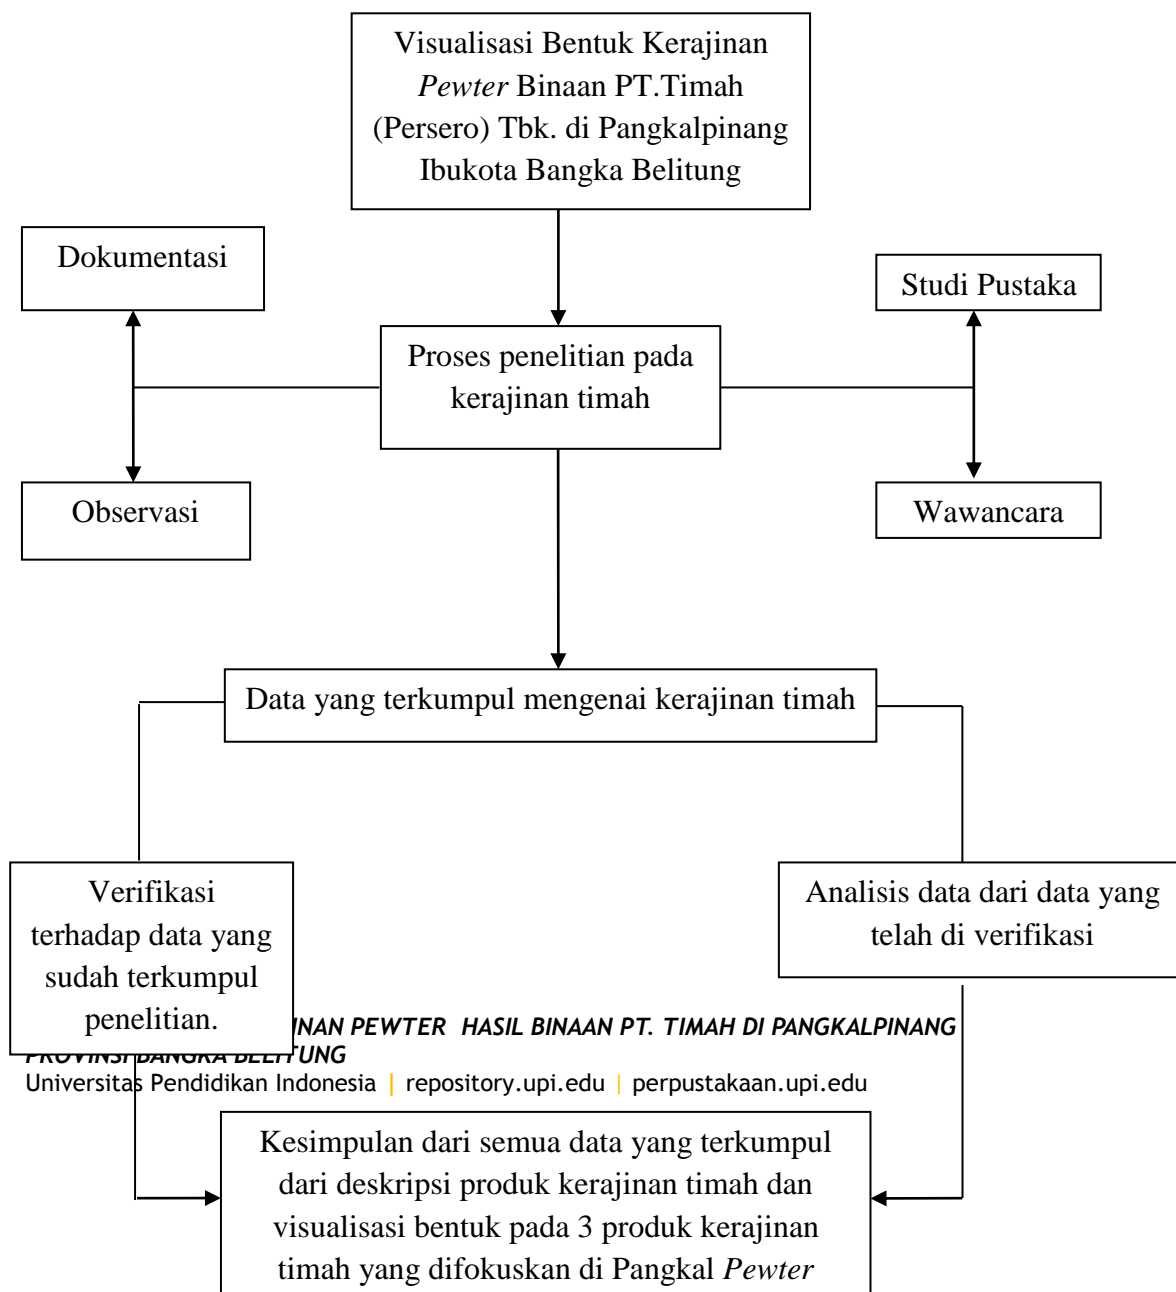 Visualisasi Bentuk Kerajinan
Pewter Binaan PT.Timah
(Persero) Tbk. di Pangkalpinang
Ibukota Bangka Belitung
Dokumentasi
Studi Pustaka
Proses penelitian pada
kerajinan timah
Observasi
Wawancara
Data yang terkumpul mengenai kerajinan timah
Verifikasi
terhadap data yang
sudah terkumpul
penelitian.
Analisis data dari data yang
telah di verifikasi
INAN PEWTER HASIL BINAAN PT. TIMAH DI PANGKALPINANG
PROVINSI BANGKA BELITUNG
Universitas Pendidikan Indonesia | repository.upi.edu | perpustakaan.upi.edu
Kesimpulan dari semua data yang terkumpul
dari deskripsi produk kerajinan timah dan
visualisasi bentuk pada 3 produk kerajinan
timah yang difokuskan di Pangkal Pewter